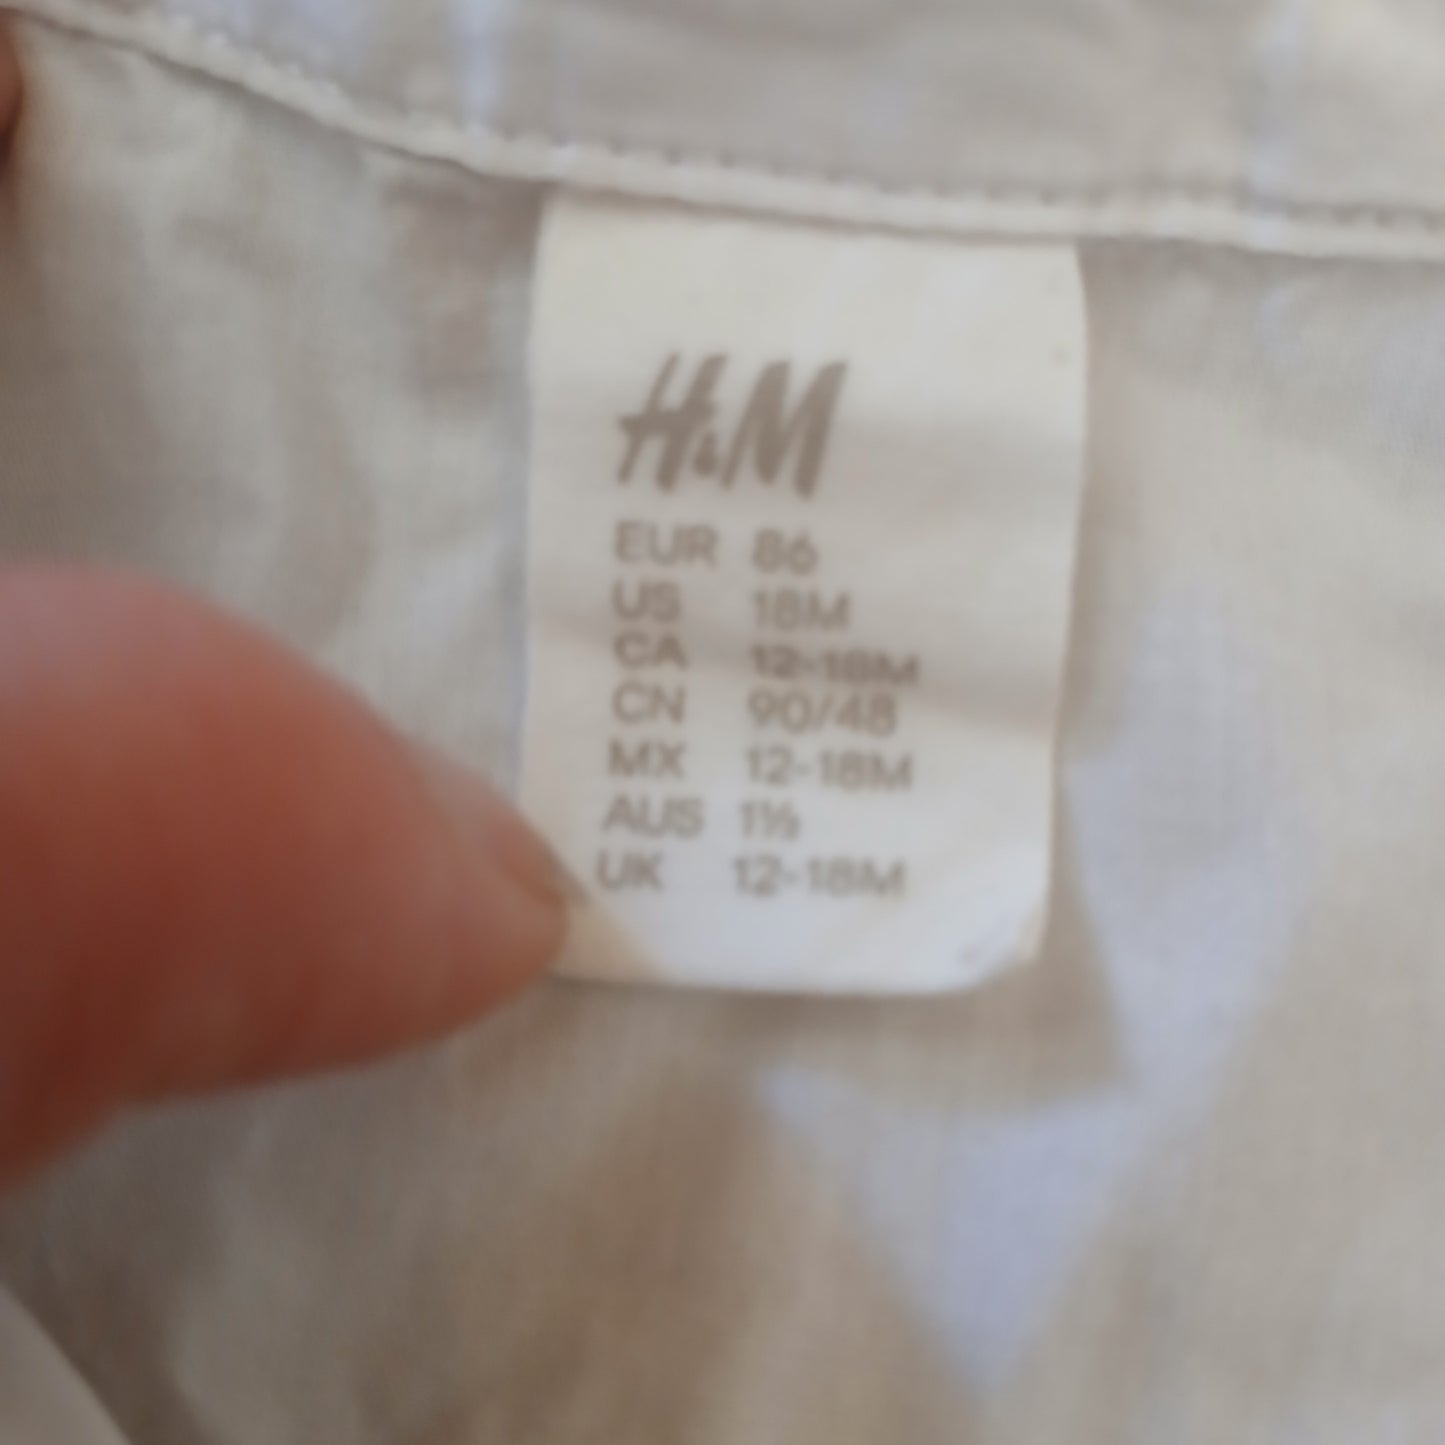 H&M
EUR 86
US 18M
CA 12-18M
CN 90/48
MX 12-18M
AUS 1½
UK 12-18M